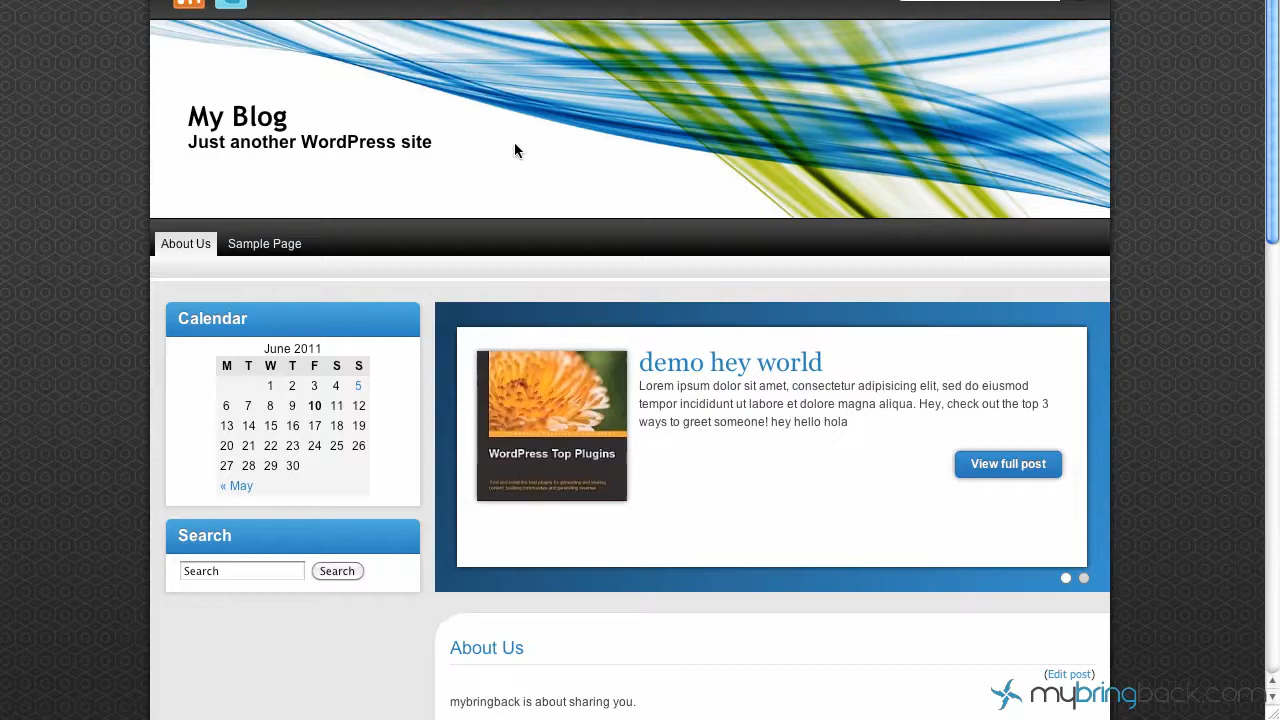 My Blog
Just another WordPress site
About Us Sample Page
Calendar
June 2011
M T W T F S S
1 2 3 4 5
6 7 8 9 10 11 12
13 14 15 16 17 18 19
20 21 22 23 24 25 26
27 28 29 30
« May
Search
Search Search
demo hey world
Lorem ipsum dolor sit amet, consectetur adipisicing elit, sed do eiusmod
tempor incididunt ut labore et dolore magna aliqua. Hey, check out the top 3
ways to greet someone! hey hello hola
View full post
WordPress Top Plugins
About Us
(Edit post)
mybringback is about sharing you.
mybringback.com